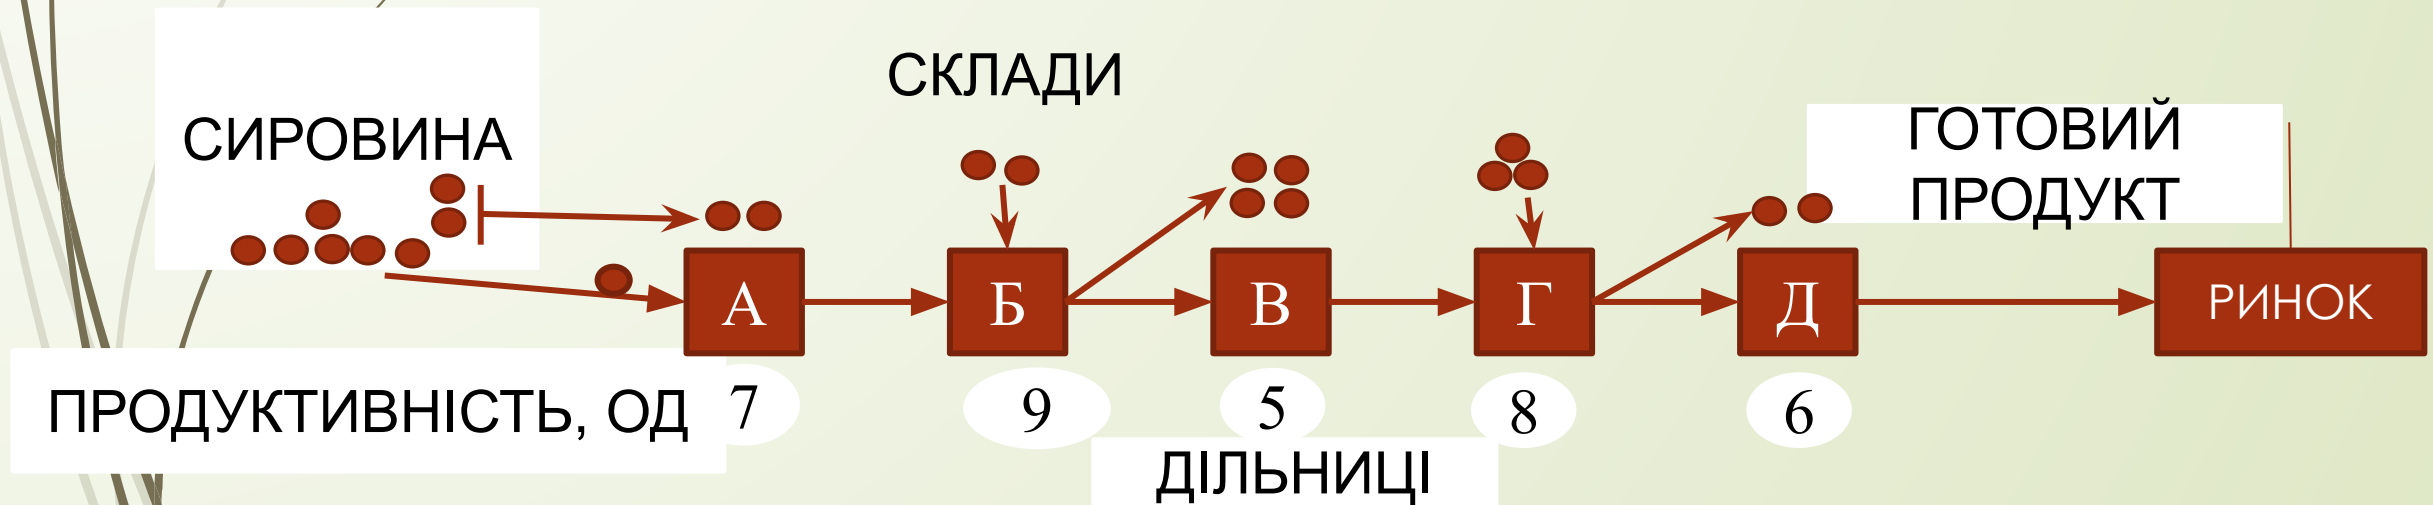 СКЛАДИ
СИРОВИНА
ГОТОВИЙ
ПРОДУКТ
А
Б
В
Г
Д
РИНОК
ПРОДУКТИВНІСТЬ, ОД
7
9
5
8
6
ДІЛЬНИЦІ